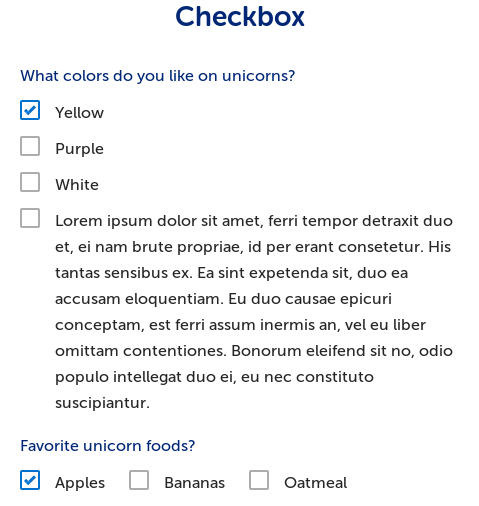 Checkbox
What colors do you like on unicorns?
Yellow
Purple
White
Lorem ipsum dolor sit amet, ferri tempor detraxit duo
et, ei nam brute propriae, id per erant consetetur. His
tantas sensibus ex. Ea sint expetenda sit, duo ea
accusam eloquentiam. Eu duo causae epicuri
conceptam, est ferri assum inermis an, vel eu liber
omittam contentiones. Bonorum eleifend sit no, odio
populo intellegat duo ei, eu nec constituto
suscipiantur.
Favorite unicorn foods?
Apples Bananas Oatmeal